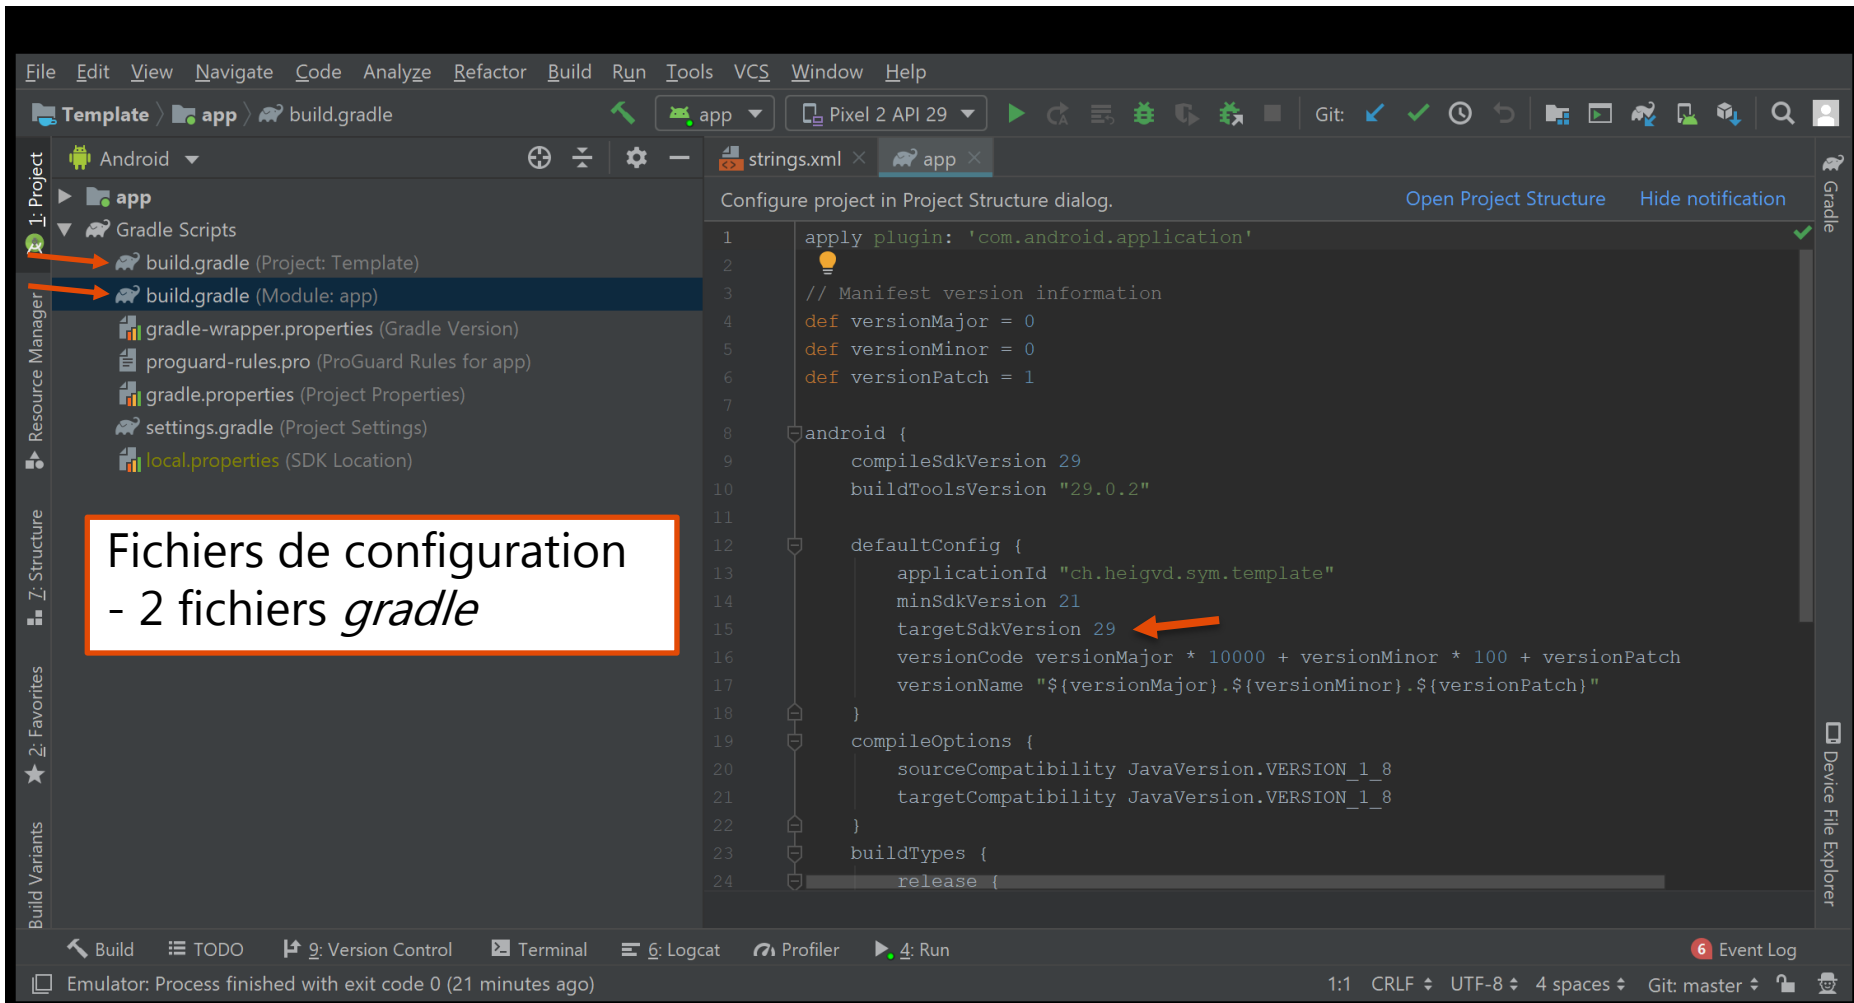 File Edit View Navigate Code Analyze Refactor Build Run Tools VCS Window Help
Template app build.gradle app Pixel 2 API 29 Git:
1: Project
Resource Manager
7: Structure
2: Favorites
Build Variants
Android
app
Gradle Scripts
build.gradle (Project: Template)
build.gradle (Module: app)
gradle-wrapper.properties (Gradle Version)
proguard-rules.pro (ProGuard Rules for app)
gradle.properties (Project Properties)
settings.gradle (Project Settings)
local.properties (SDK Location)
Fichiers de configuration
- 2 fichiers gradle
strings.xml app
Configure project in Project Structure dialog. Open Project Structure Hide notification
1 apply plugin: 'com.android.application'
2
3 // Manifest version information
4 def versionMajor = 0
5 def versionMinor = 0
6 def versionPatch = 1
7
8 android {
9 compileSdkVersion 29
10 buildToolsVersion "29.0.2"
11
12 defaultConfig {
13 applicationId "ch.heigvd.sym.template"
14 minSdkVersion 21
15 targetSdkVersion 29
16 versionCode versionMajor * 10000 + versionMinor * 100 + versionPatch
17 versionName "${versionMajor}.${versionMinor}.${versionPatch}"
18 }
19 compileOptions {
20 sourceCompatibility JavaVersion.VERSION_1_8
21 targetCompatibility JavaVersion.VERSION_1_8
22 }
23 buildTypes {
24 release {
Gradle
Device File Explorer
Build TODO 9: Version Control Terminal 6: Logcat Profiler 4: Run 6 Event Log
Emulator: Process finished with exit code 0 (21 minutes ago) 1:1 CRLF UTF-8 4 spaces Git: master